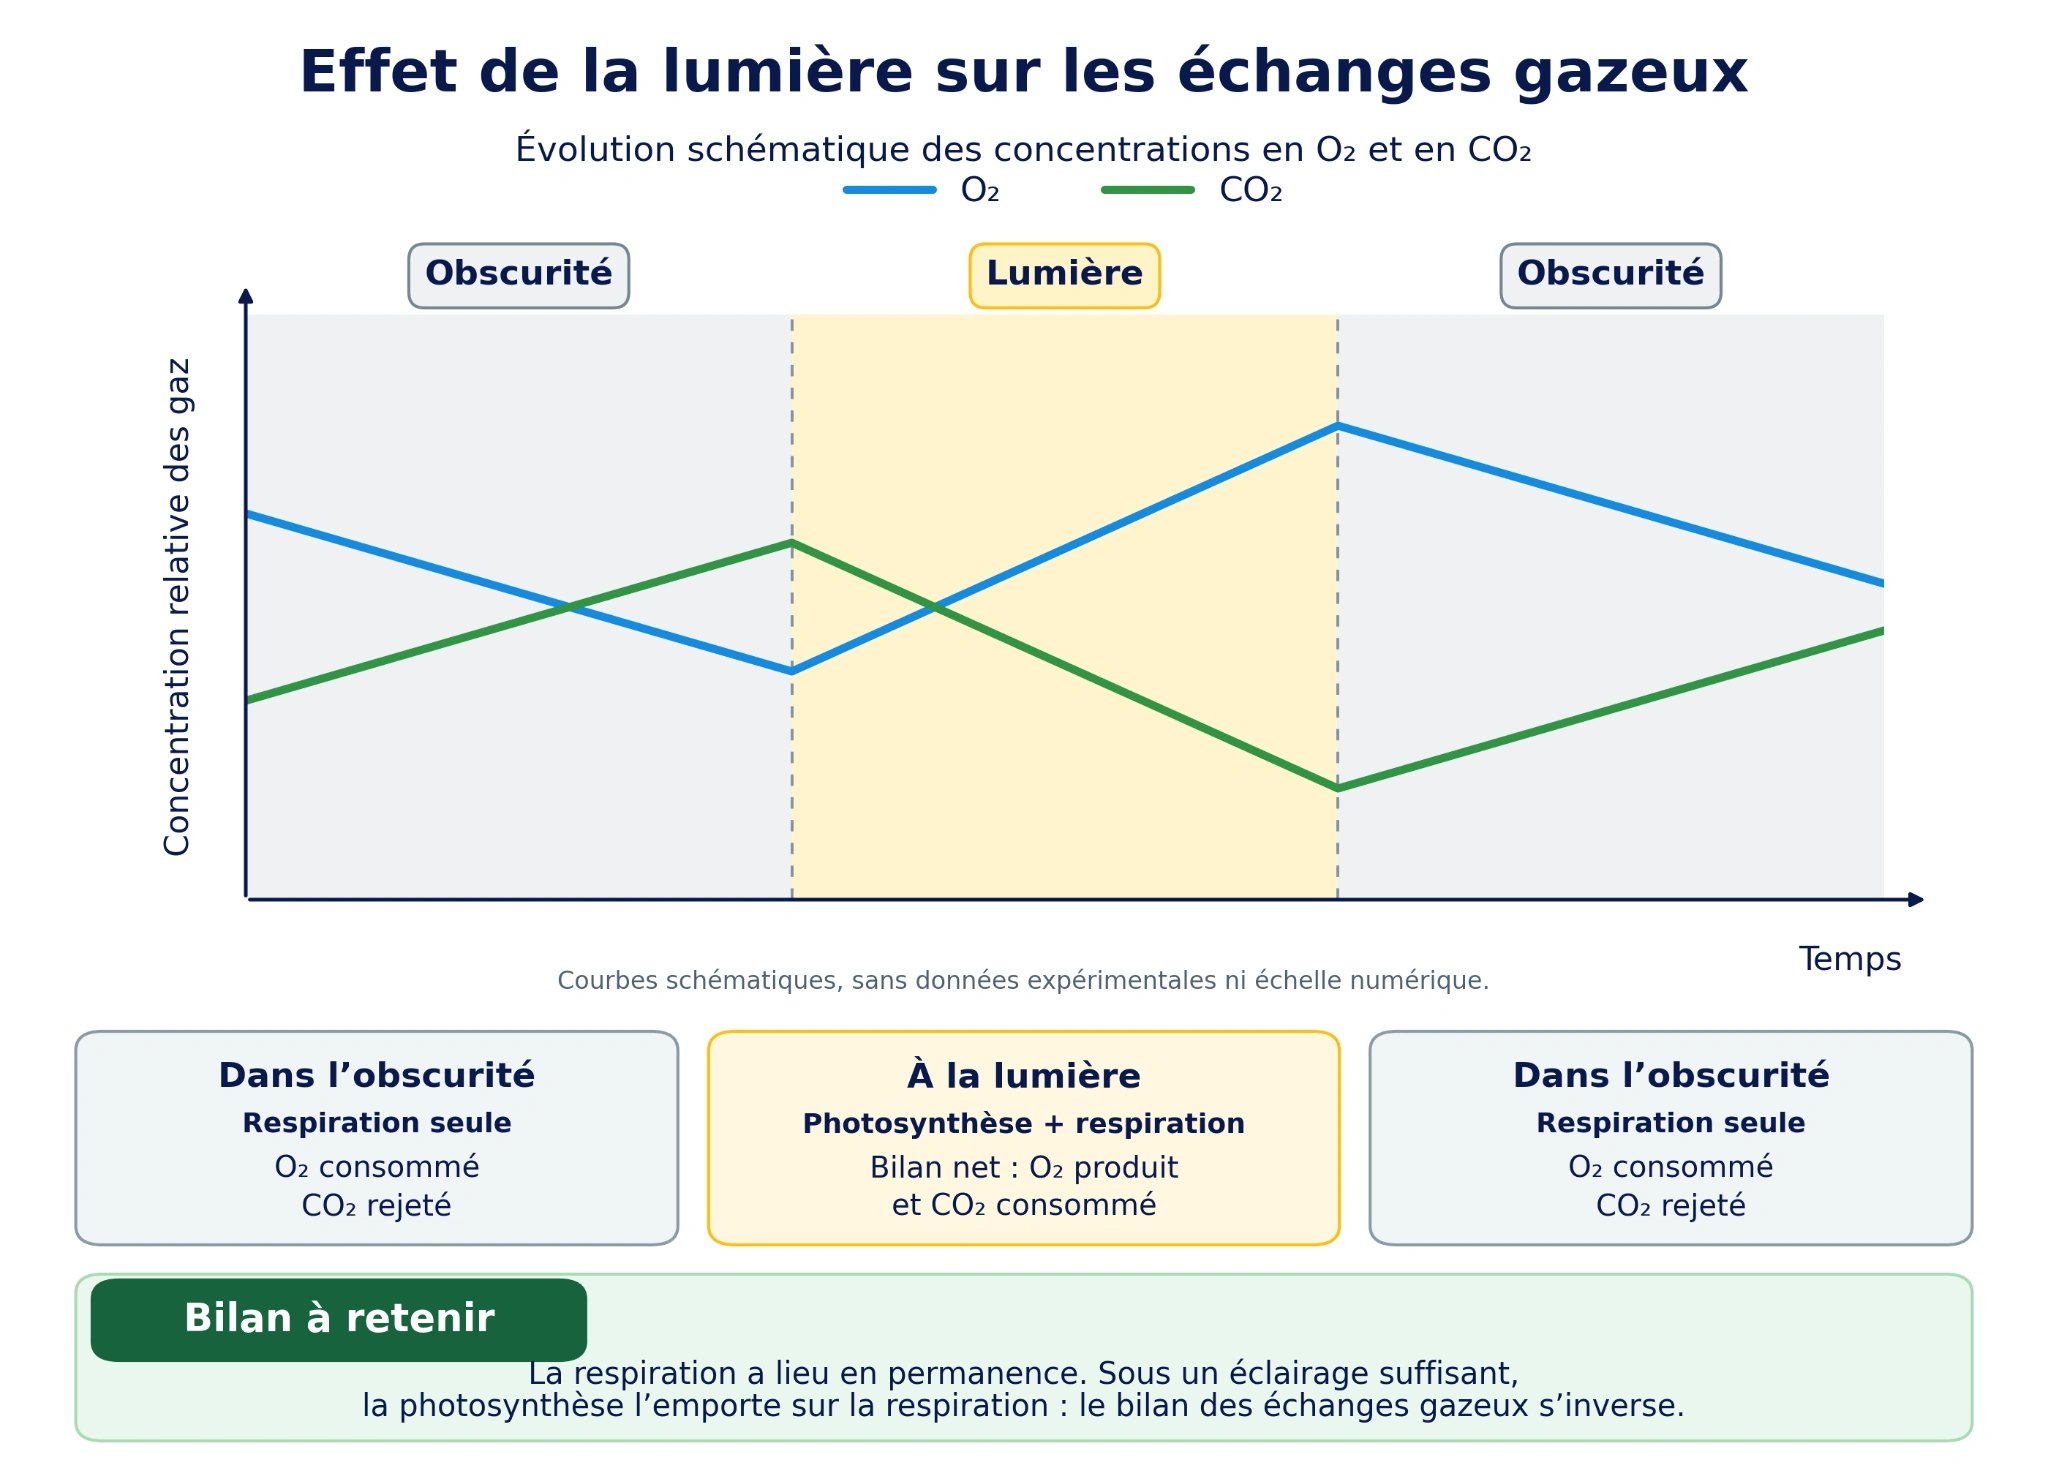 Effet de la lumière sur les échanges gazeux
Évolution schématique des concentrations en O₂ et en CO₂
O₂ CO₂
Obscurité Lumière Obscurité
Concentration relative des gaz
Temps
Courbes schématiques, sans données expérimentales ni échelle numérique.
Dans l’obscurité
Respiration seule
O₂ consommé
CO₂ rejeté
À la lumière
Photosynthèse + respiration
Bilan net : O₂ produit
et CO₂ consommé
Dans l’obscurité
Respiration seule
O₂ consommé
CO₂ rejeté
Bilan à retenir
La respiration a lieu en permanence. Sous un éclairage suffisant,
la photosynthèse l’emporte sur la respiration : le bilan des échanges gazeux s’inverse.